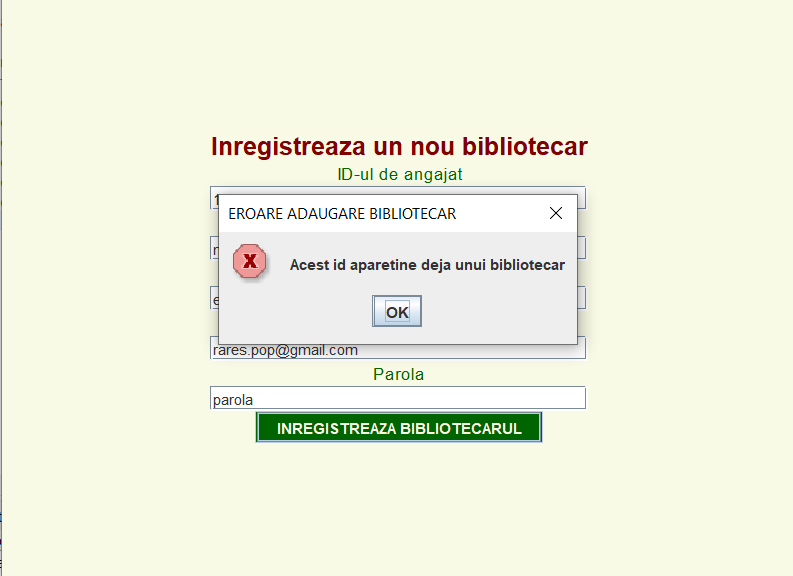 Inregistreaza un nou bibliotecar
ID-ul de angajat
EROARE ADAUGARE BIBLIOTECAR
Acest id aparetine deja unui bibliotecar
OK
rares.pop@gmail.com
Parola
parola
INREGISTREAZA BIBLIOTECARUL